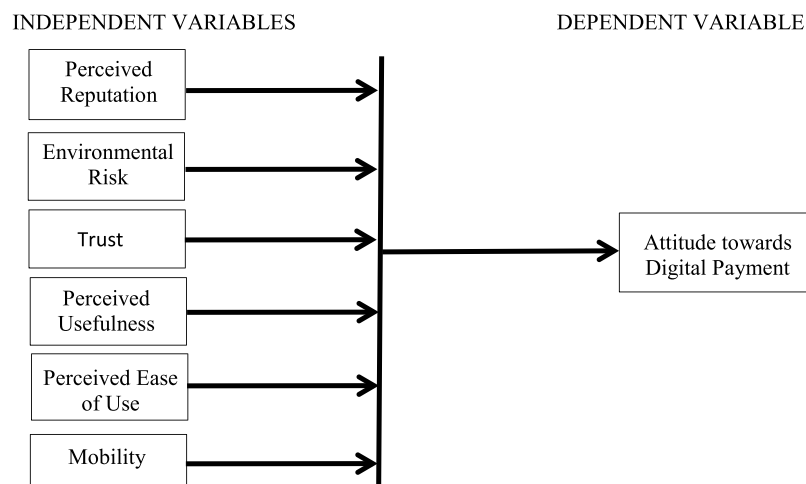 INDEPENDENT VARIABLES
DEPENDENT VARIABLE
Perceived
Reputation
Environmental
Risk
Trust
Perceived
Usefulness
Perceived Ease
of Use
Mobility
Attitude towards
Digital Payment